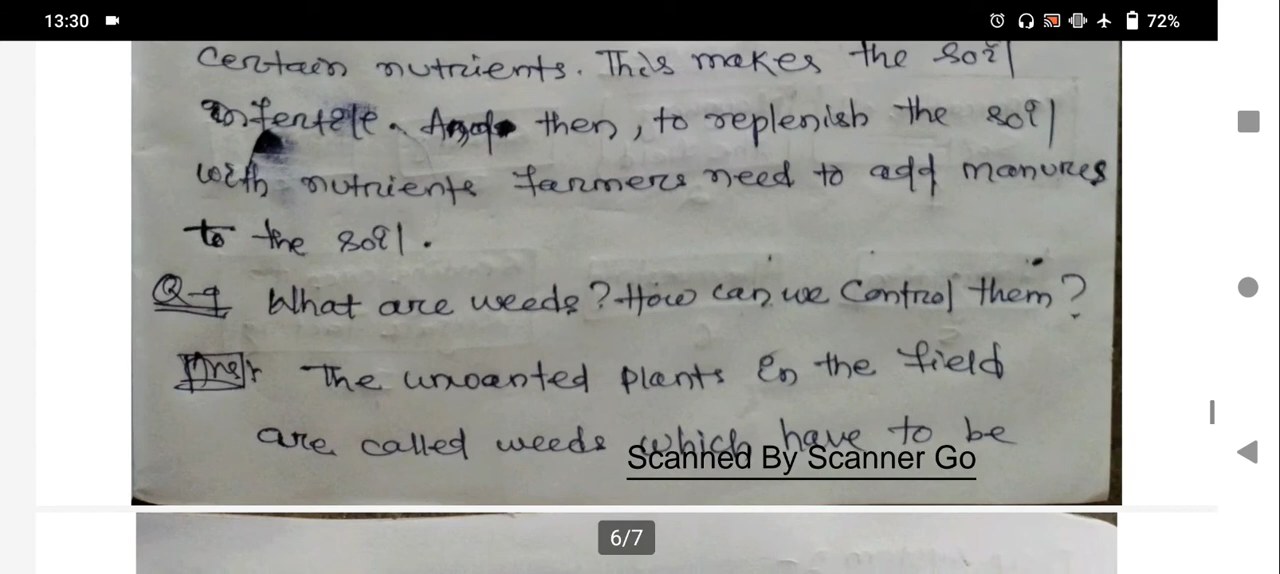 13:30
72%
certain nutrients. This makes the soil
infertile. And then, to replenish the soil
with nutrients farmers need to add manures
to the soil.
Q-9 What are weeds? How can we control them?
Ans: The unwanted plants in the field
are called weeds which have to be
Scanned By Scanner Go
6/7